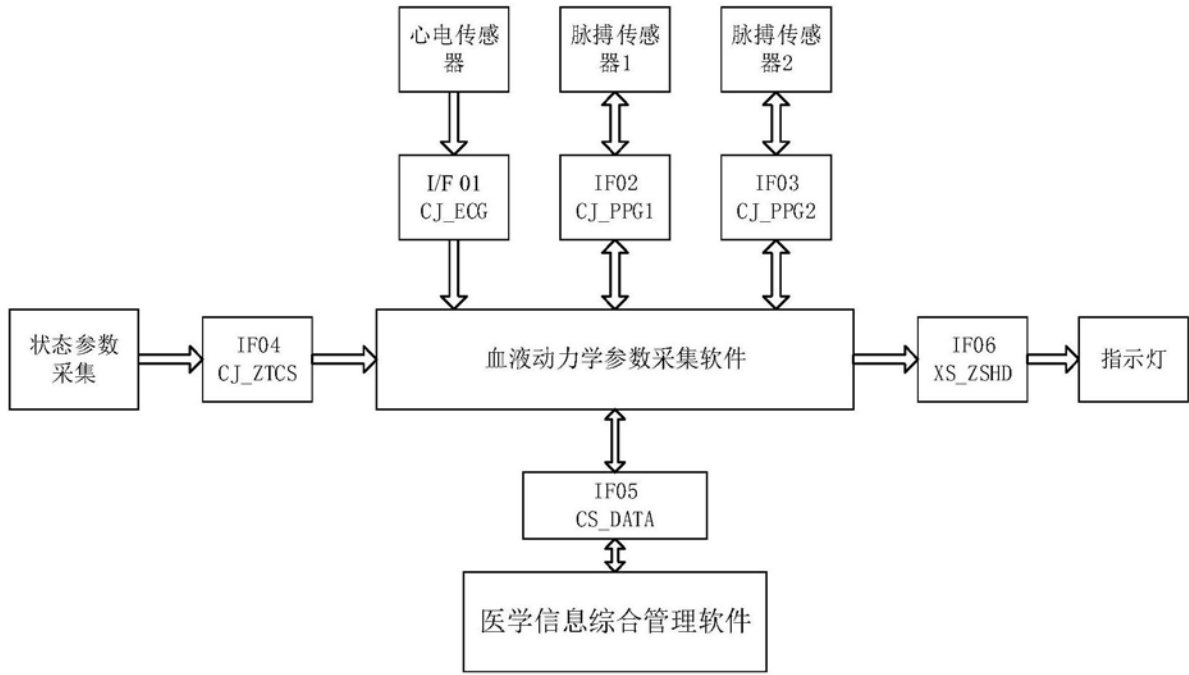 心电传感
器
脉搏传感
器1
脉搏传感
器2
I/F 01
CJ_ECG
IF02
CJ_PPG1
IF03
CJ_PPG2
状态参数
采集
IF04
CJ_ZTCS
血液动力学参数采集软件
IF06
XS_ZSHD
指示灯
IF05
CS_DATA
医学信息综合管理软件